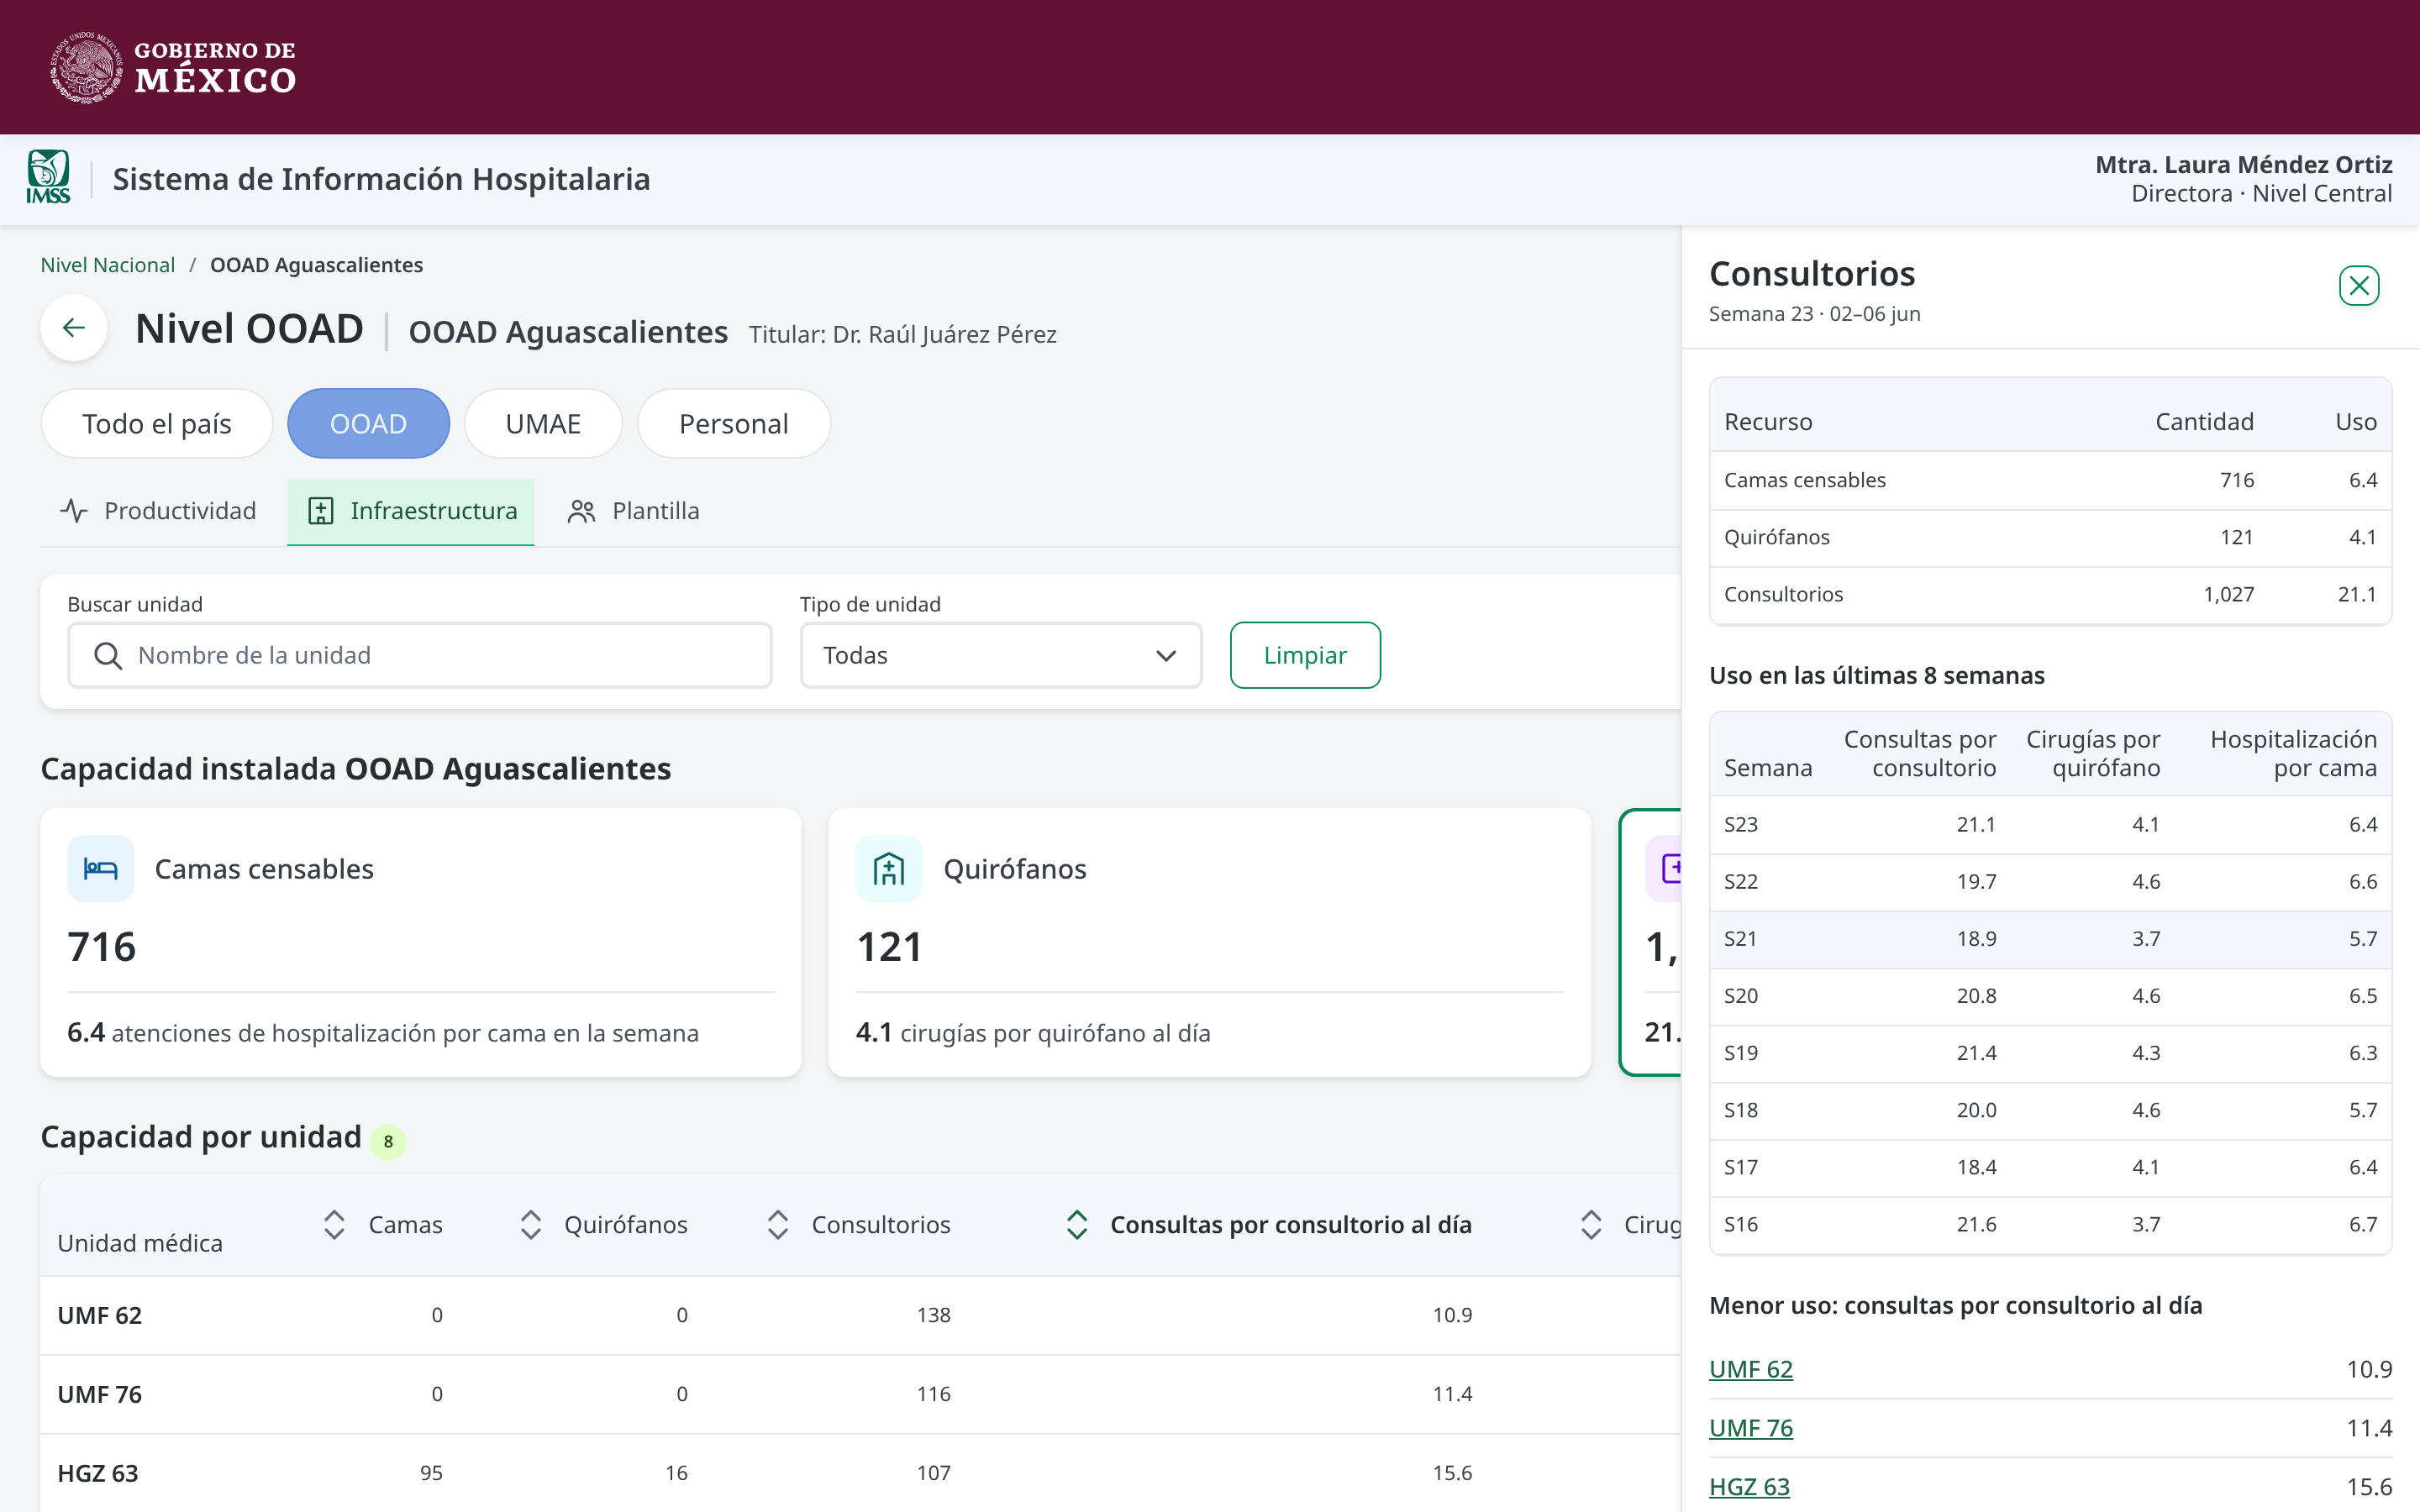 GOBIERNO DE
MÉXICO
ESTADOS UNIDOS MEXICANOS
IMSS
Sistema de Información Hospitalaria
Mtra. Laura Méndez Ortiz
Directora · Nivel Central
Nivel Nacional / OOAD Aguascalientes
Nivel OOAD | OOAD Aguascalientes Titular: Dr. Raúl Juárez Pérez
Todo el país OOAD UMAE Personal
Productividad Infraestructura Plantilla
Buscar unidad Tipo de unidad
Nombre de la unidad Todas Limpiar
Capacidad instalada OOAD Aguascalientes
Camas censables
716
6.4 atenciones de hospitalización por cama en la semana
Quirófanos
121
4.1 cirugías por quirófano al día
1,
21.
Capacidad por unidad 8
Unidad médica Camas Quirófanos Consultorios Consultas por consultorio al día Cirug
UMF 62 0 0 138 10.9
UMF 76 0 0 116 11.4
HGZ 63 95 16 107 15.6
Consultorios
Semana 23 · 02–06 jun
Recurso Cantidad Uso
Camas censables 716 6.4
Quirófanos 121 4.1
Consultorios 1,027 21.1
Uso en las últimas 8 semanas
Semana Consultas por consultorio Cirugías por quirófano Hospitalización por cama
S23 21.1 4.1 6.4
S22 19.7 4.6 6.6
S21 18.9 3.7 5.7
S20 20.8 4.6 6.5
S19 21.4 4.3 6.3
S18 20.0 4.6 5.7
S17 18.4 4.1 6.4
S16 21.6 3.7 6.7
Menor uso: consultas por consultorio al día
UMF 62 10.9
UMF 76 11.4
HGZ 63 15.6